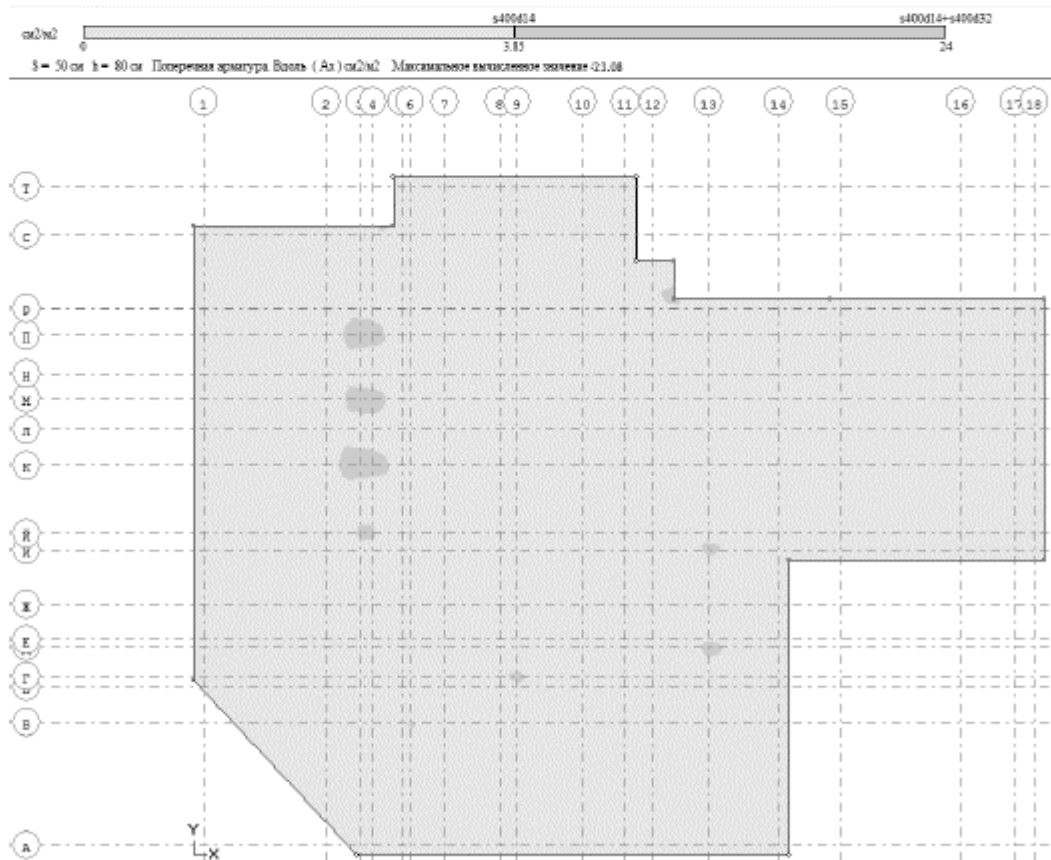 s400d14 s400d14+s400d32
см2/м2
0 3.85 24
S = 50 см h = 80 см Поперечная арматура Вдоль ( Ax ) см2/м2 Максимальное вычисленное значение -23.08
1 2 4 6 7 8 9 10 11 12 13 14 15 16 17 18
Т
С
Р
П
Н
М
Л
К
Й
И
Ж
Е
Г
Б
А
Y
X